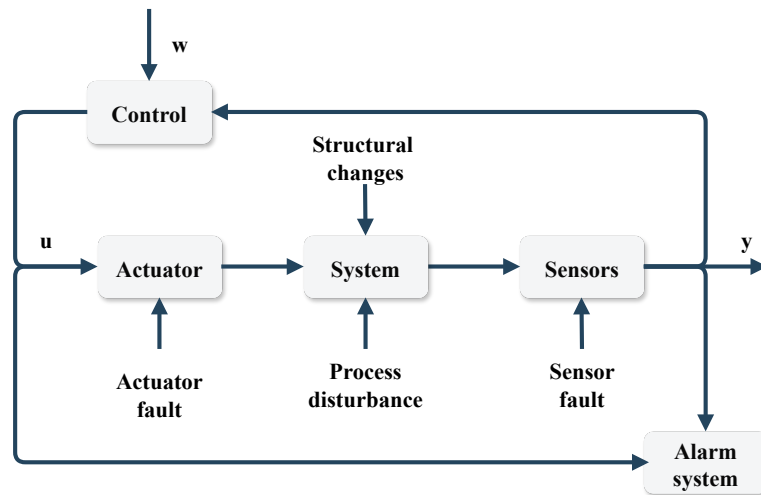 w
Control
Structural
changes
u
Actuator
System
Sensors
y
Actuator
fault
Process
disturbance
Sensor
fault
Alarm
system